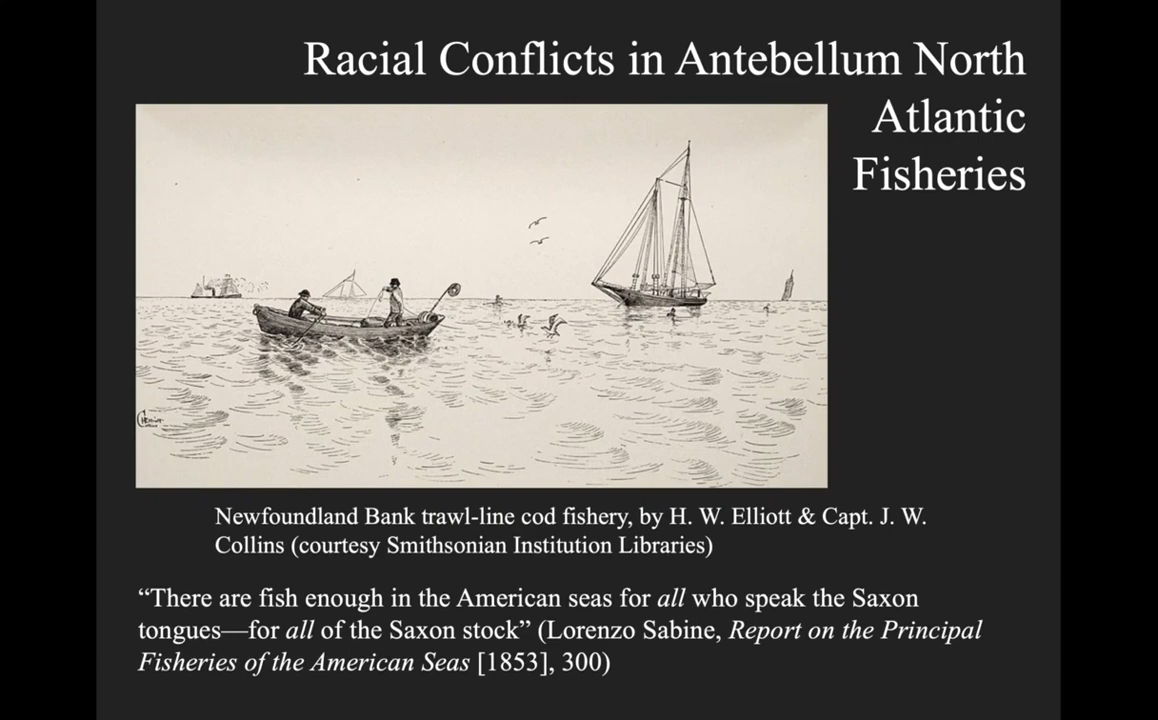 Racial Conflicts in Antebellum North
Atlantic
Fisheries
Newfoundland Bank trawl-line cod fishery, by H. W. Elliott & Capt. J. W.
Collins (courtesy Smithsonian Institution Libraries)
“There are fish enough in the American seas for all who speak the Saxon
tongues—for all of the Saxon stock” (Lorenzo Sabine, Report on the Principal
Fisheries of the American Seas [1853], 300)